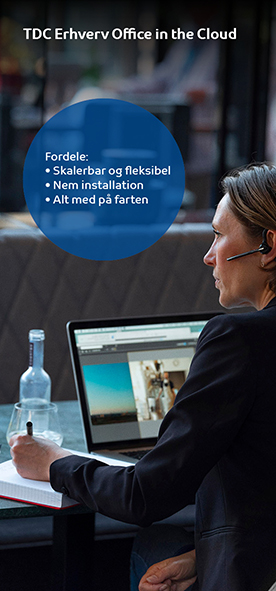 TDC Erhverv Office in the Cloud
Fordele:
• Skalerbar og fleksibel
• Nem installation
• Alt med på farten